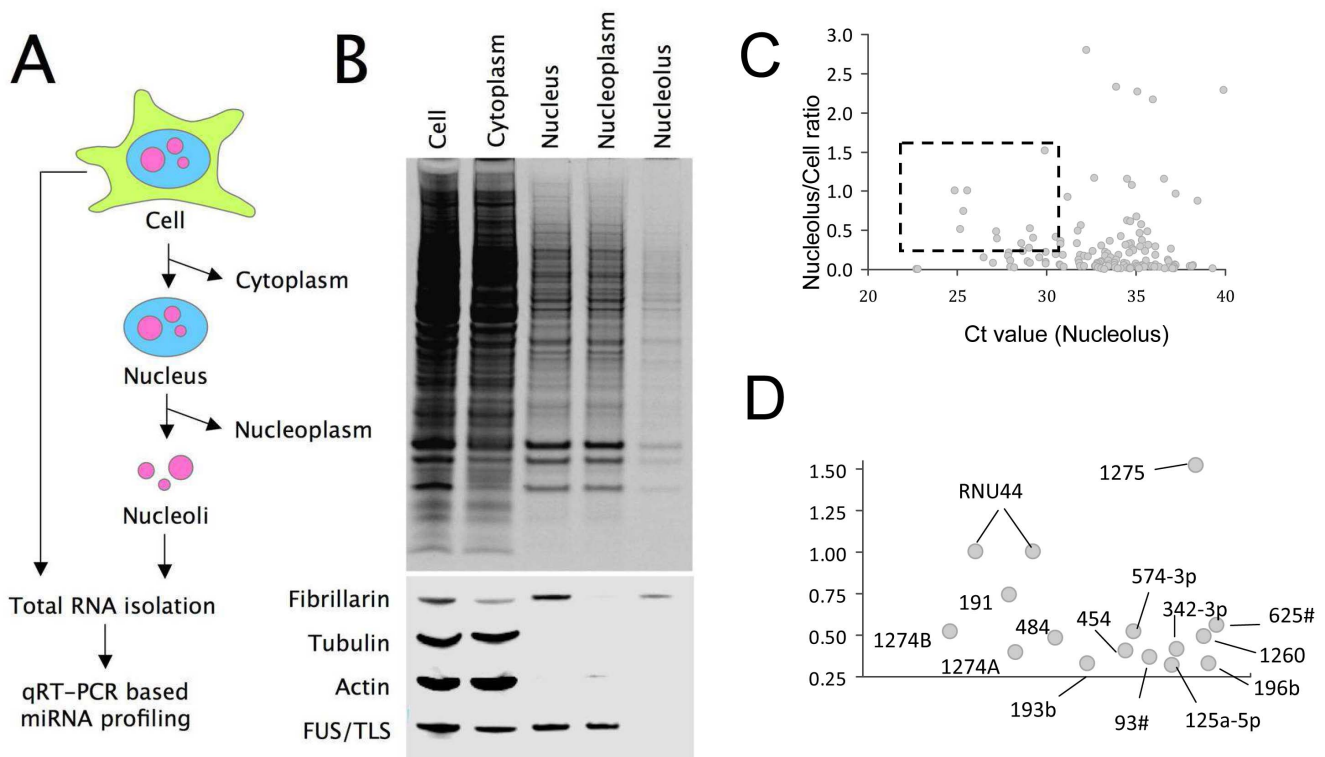 A
Cell
Cytoplasm
Nucleus
Nucleoplasm
Nucleoli
Total RNA isolation
qRT-PCR based
miRNA profiling
B
Cell
Cytoplasm
Nucleus
Nucleoplasm
Nucleolus
Fibrillarin
Tubulin
Actin
FUS/TLS
C
Nucleolus/Cell ratio
3.0
2.5
2.0
1.5
1.0
0.5
0.0
20 25 30 35 40
Ct value (Nucleolus)
D
1.50
1.25
1.00
0.75
0.50
0.25
1275
RNU44
574-3p
191
454
342-3p
625#
484
1274B
1260
1274A
196b
193b
93#
125a-5p